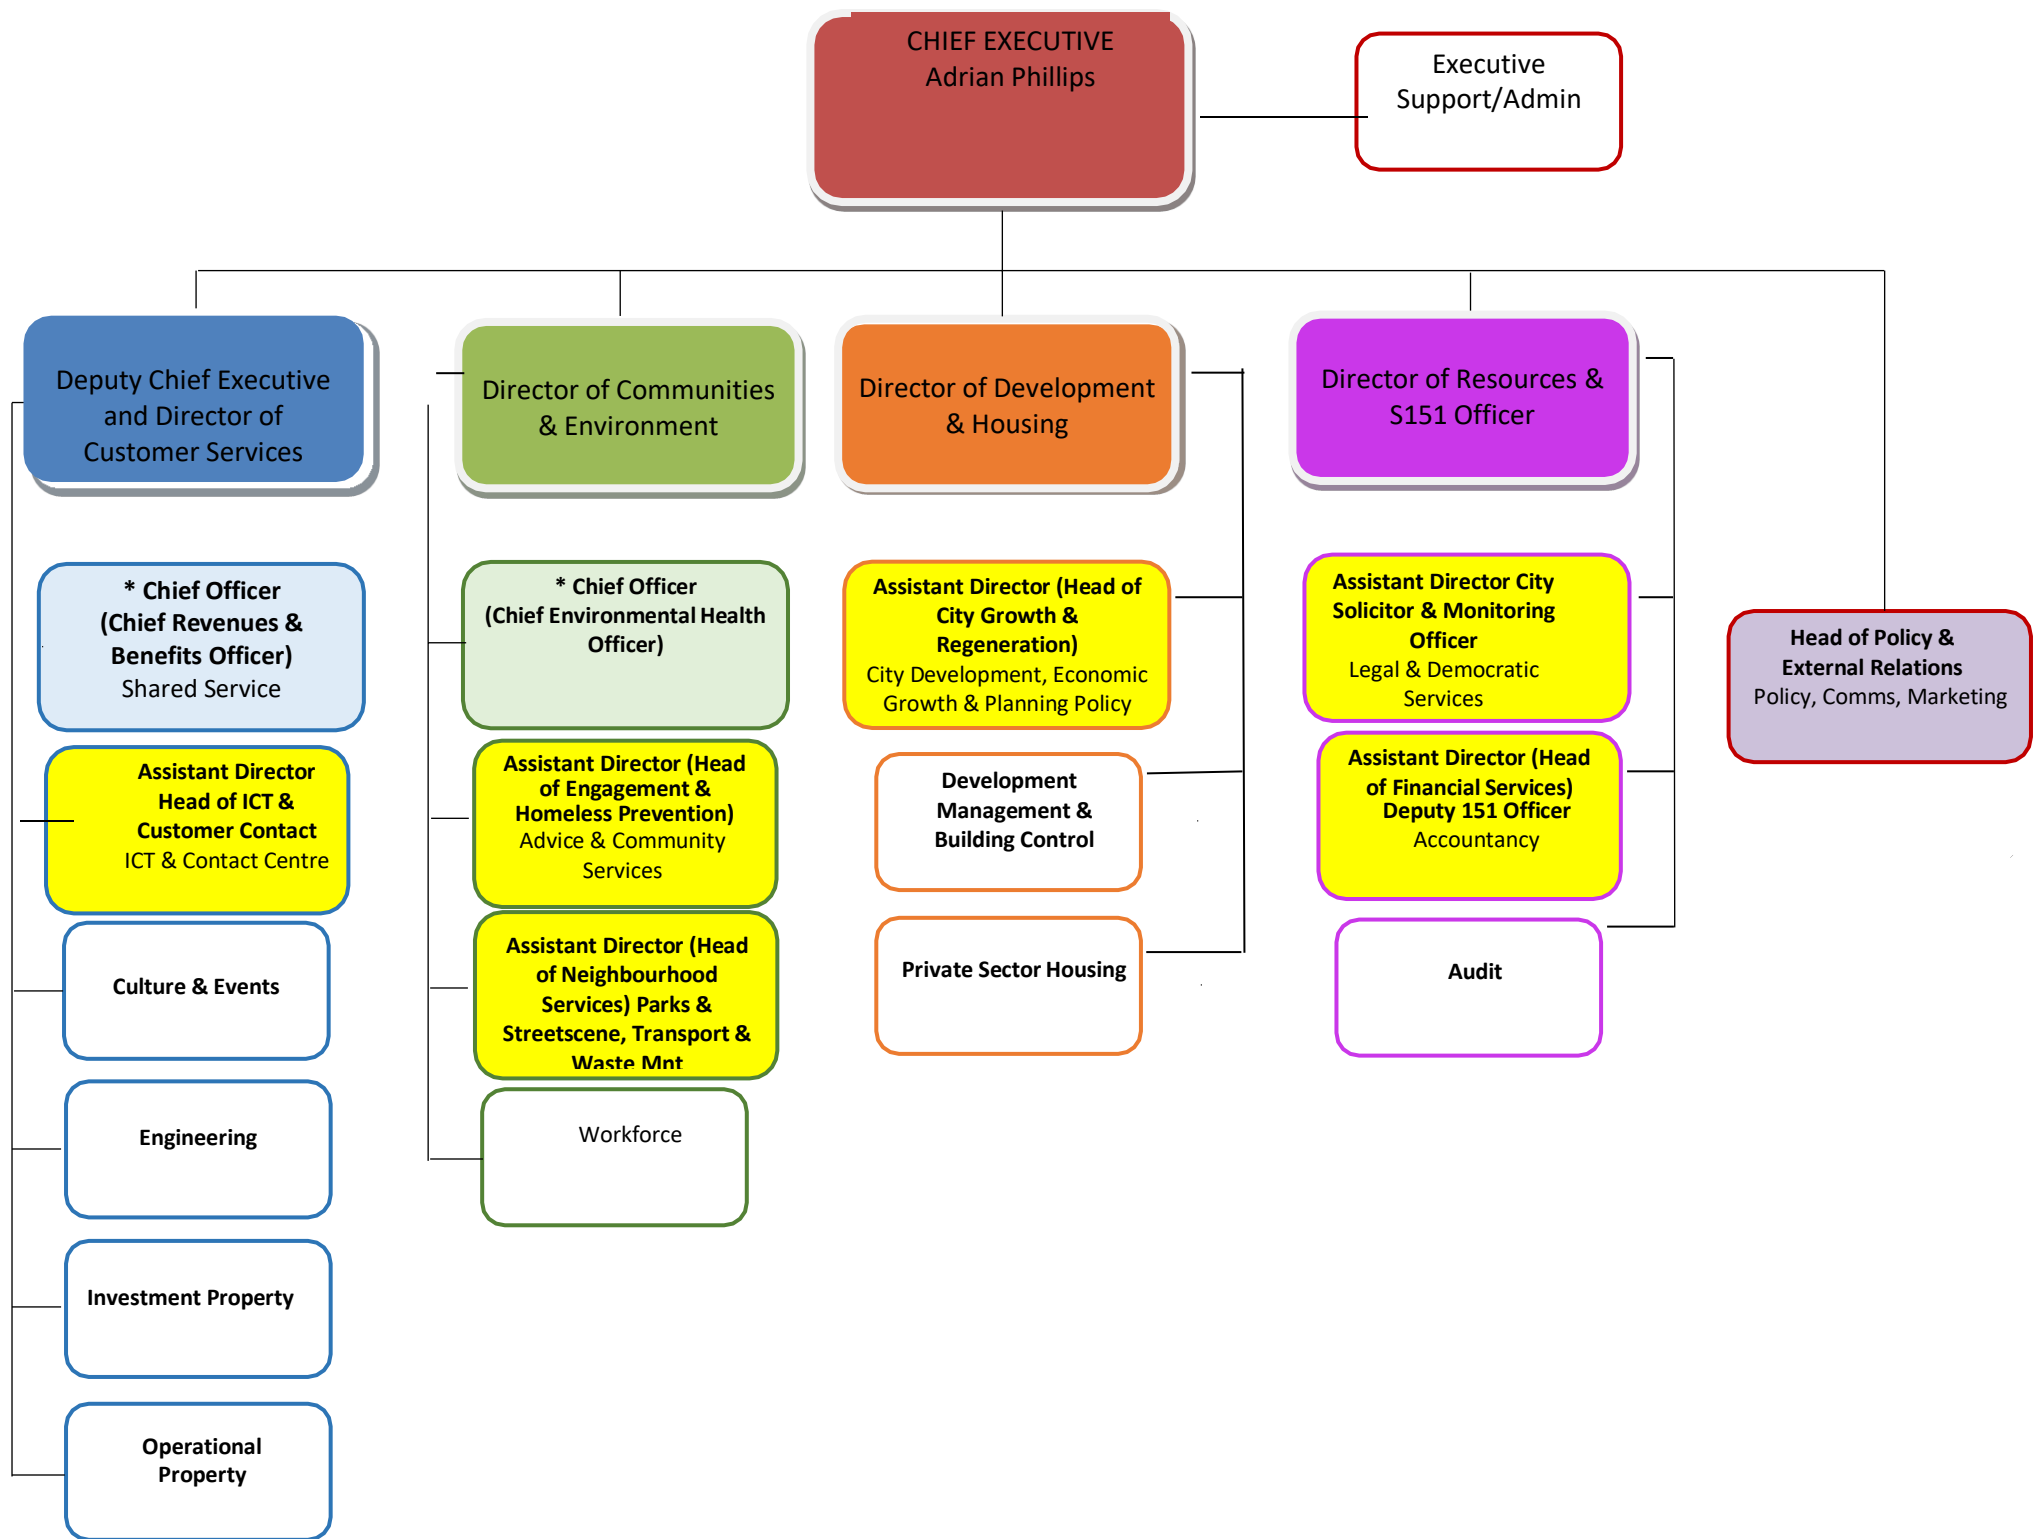 CHIEF EXECUTIVE
Adrian Phillips
Executive
Support/Admin
Deputy Chief Executive
and Director of
Customer Services
Director of Communities
& Environment
Director of Development
& Housing
Director of Resources &
S151 Officer
* Chief Officer
(Chief Revenues &
Benefits Officer)
Shared Service
* Chief Officer
(Chief Environmental Health
Officer)
Assistant Director (Head of
City Growth &
Regeneration)
City Development, Economic
Growth & Planning Policy
Assistant Director City
Solicitor & Monitoring
Officer
Legal & Democratic
Services
Head of Policy &
External Relations
Policy, Comms, Marketing
Assistant Director
Head of ICT &
Customer Contact
ICT & Contact Centre
Assistant Director (Head
of Engagement &
Homeless Prevention)
Advice & Community
Services
Development
Management &
Building Control
Assistant Director (Head
of Financial Services)
Deputy 151 Officer
Accountancy
Culture & Events
Assistant Director (Head
of Neighbourhood
Services) Parks &
Streetscene, Transport &
Waste Mnt
Private Sector Housing
Audit
Engineering
Workforce
Investment Property
Operational
Property